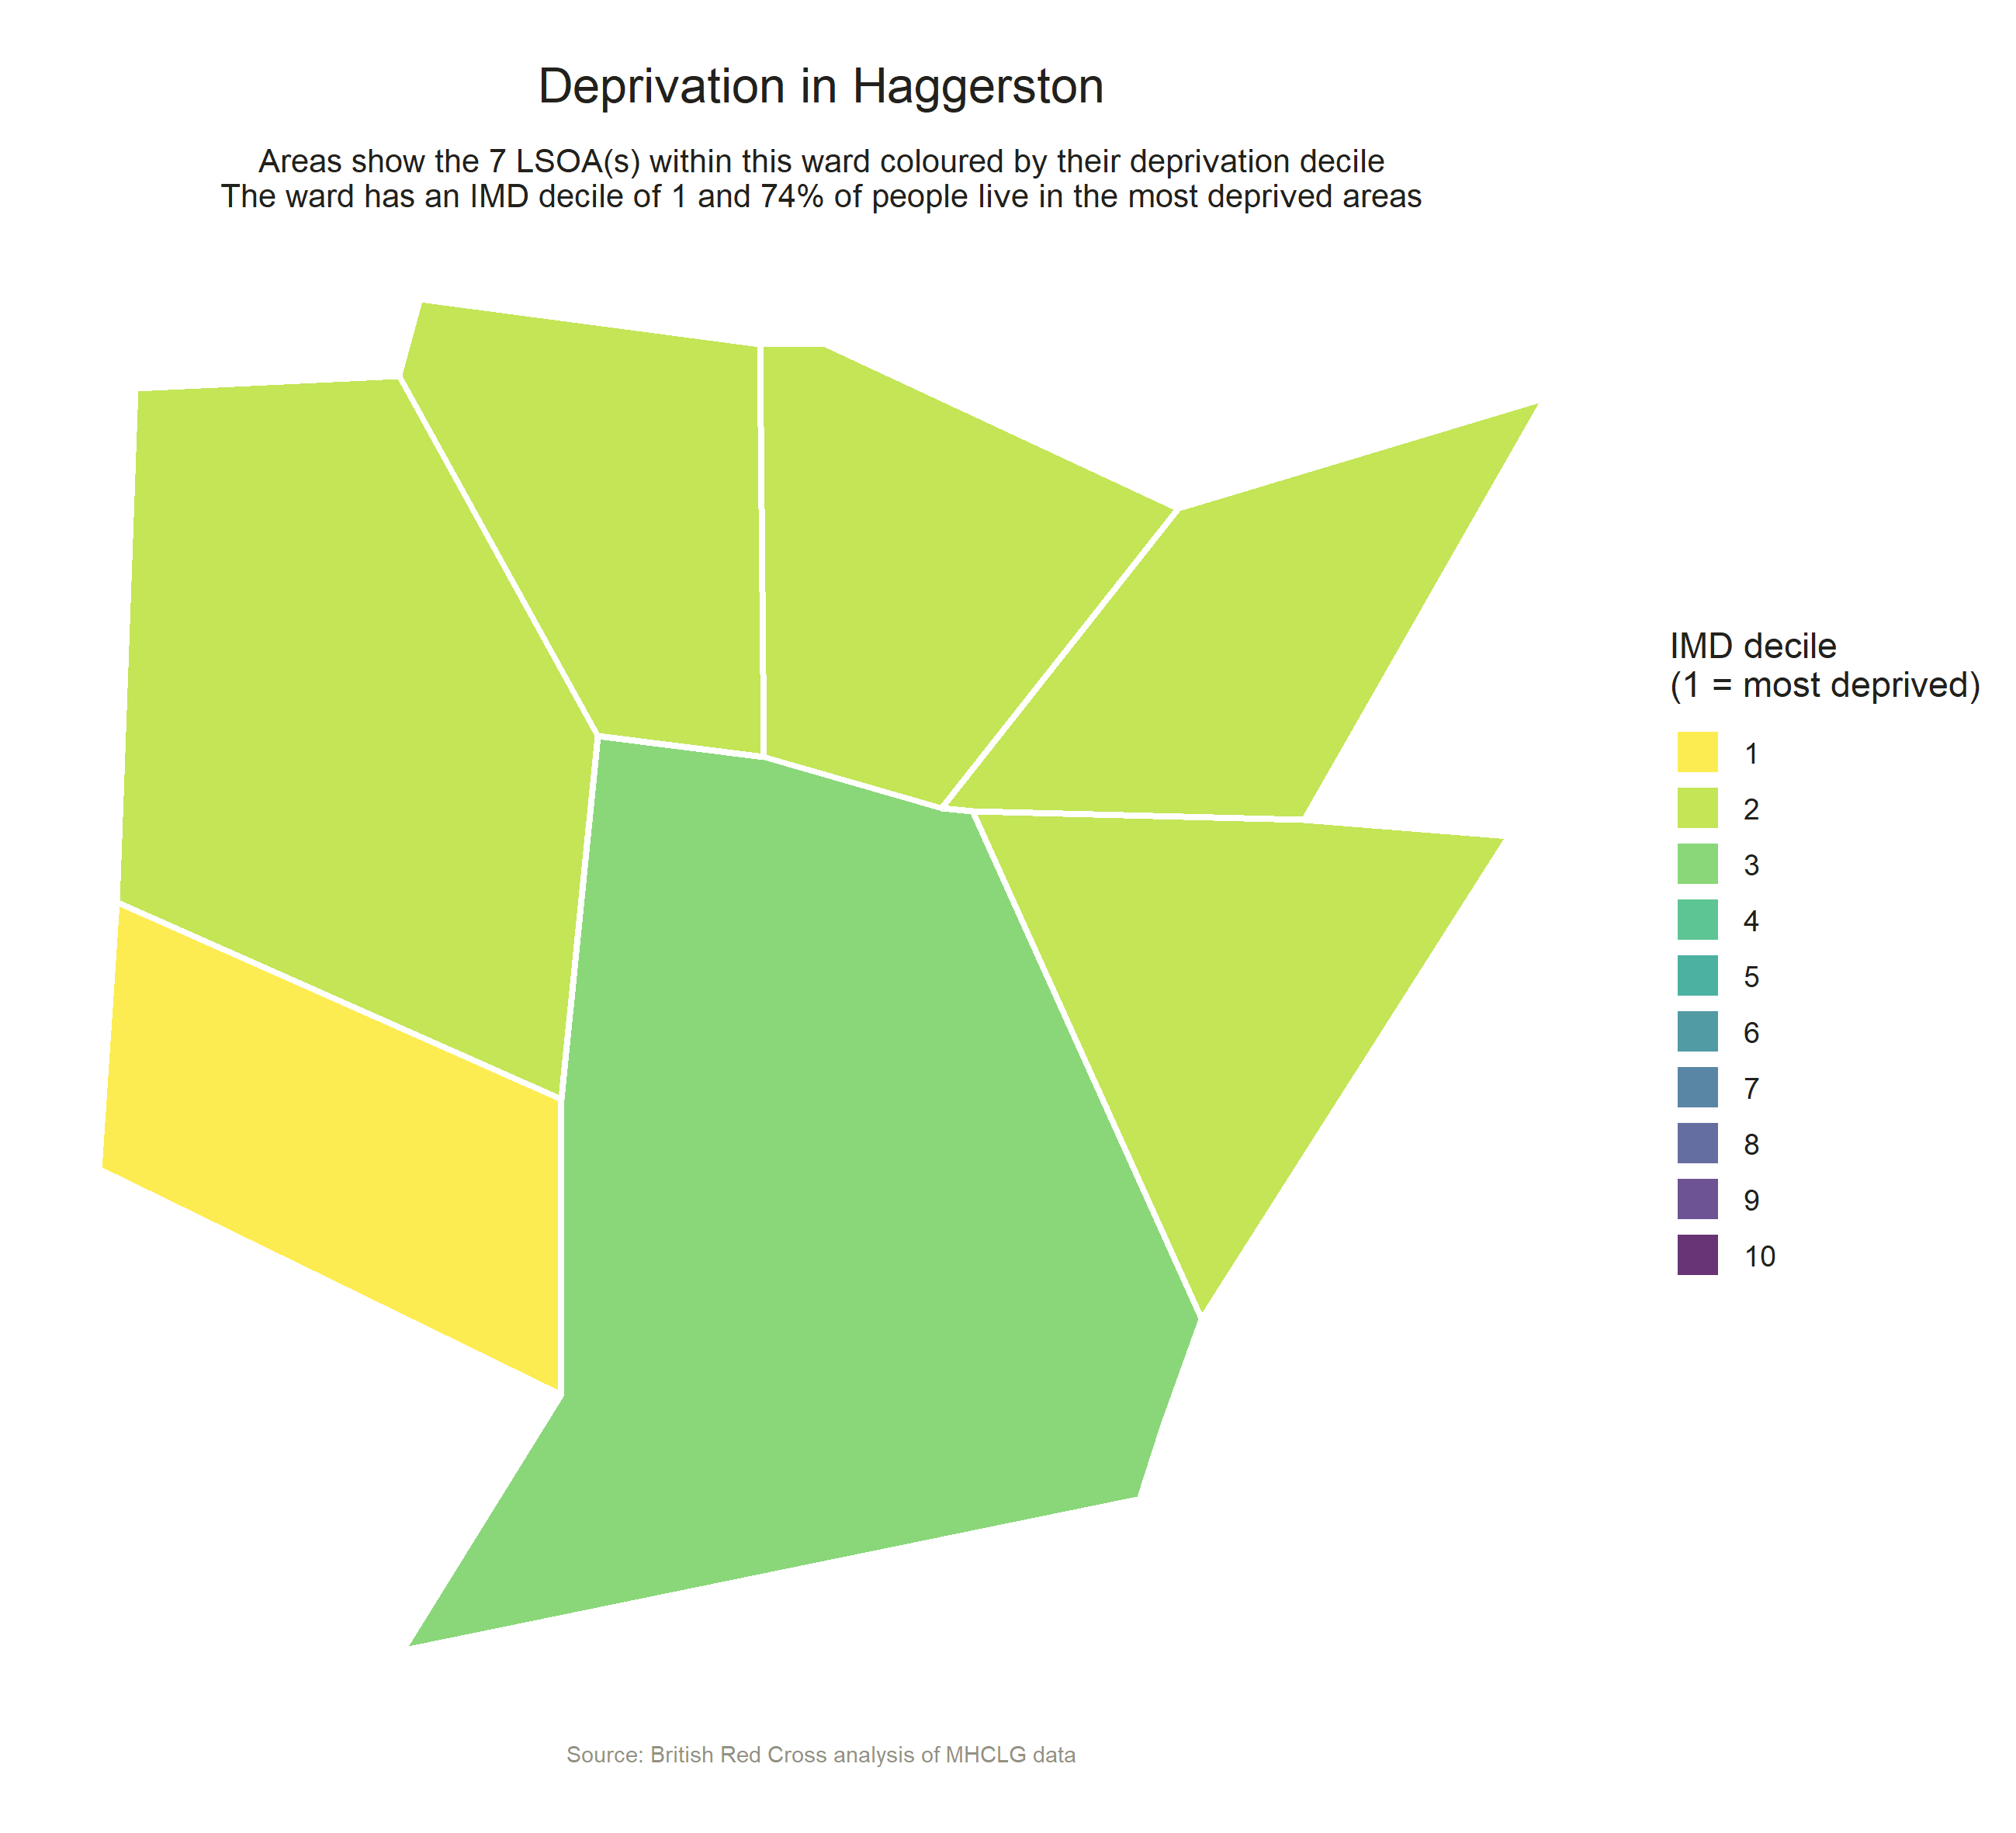 Deprivation in Haggerston
Areas show the 7 LSOA(s) within this ward coloured by their deprivation decile
The ward has an IMD decile of 1 and 74% of people live in the most deprived areas
IMD decile
(1 = most deprived)
1
2
3
4
5
6
7
8
9
10
Source: British Red Cross analysis of MHCLG data